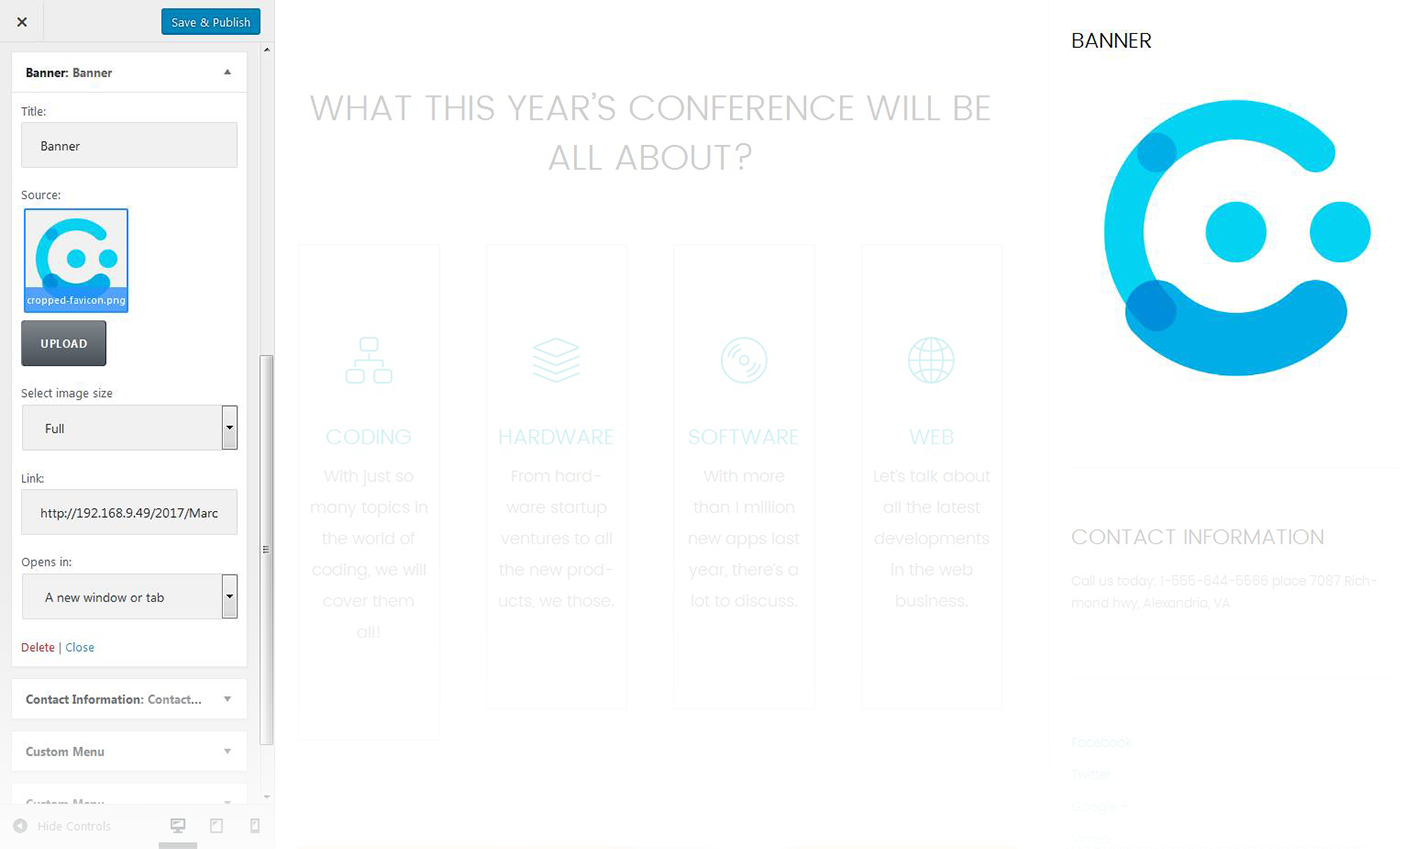 Save & Publish
Banner: Banner
Title:
Banner
Source:
cropped-favicon.png
UPLOAD
Select image size
Full
Link:
http://192.168.9.49/2017/Marc
Opens in:
A new window or tab
Delete | Close
Contact Information: Contact...
Custom Menu
Custom Menu
Hide Controls
WHAT THIS YEAR'S CONFERENCE WILL BE
ALL ABOUT?
CODING
With just so
many topics in
the world of
coding, we will
cover them
all!
HARDWARE
From hard-
ware startup
ventures to all
the new prod-
ucts, we those.
SOFTWARE
With more
than 1 million
new apps last
year, there's a
lot to discuss.
WEB
Let's talk about
all the latest
developments
in the web
business.
BANNER
CONTACT INFORMATION
Call us today: 1-555-644-5566 place 7087 Rich-
mond hwy, Alexandria, VA
Facebook
Twitter
Google +